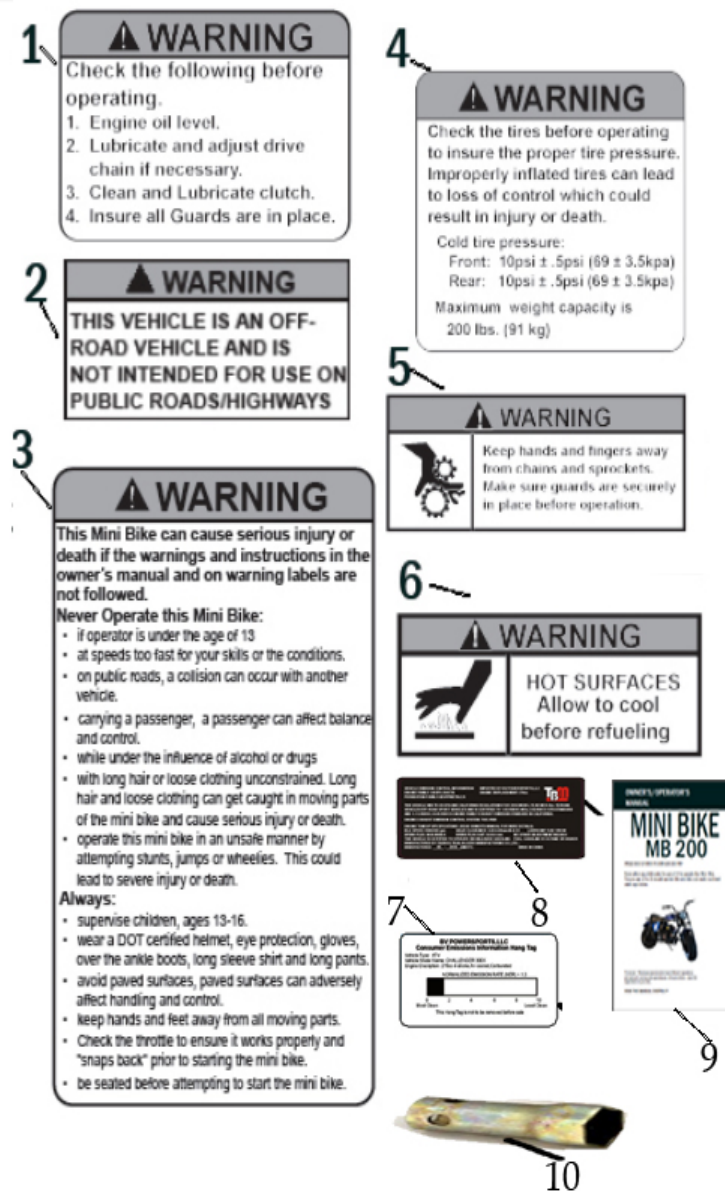 1
WARNING
Check the following before
operating.
1. Engine oil level.
2. Lubricate and adjust drive
chain if necessary.
3. Clean and Lubricate clutch.
4. Insure all Guards are in place.
2
WARNING
THIS VEHICLE IS AN OFF-
ROAD VEHICLE AND IS
NOT INTENDED FOR USE ON
PUBLIC ROADS/HIGHWAYS
3
WARNING
This Mini Bike can cause serious injury or
death if the warnings and instructions in the
owner's manual and on warning labels are
not followed.
Never Operate this Mini Bike:
• if operator is under the age of 13
• at speeds too fast for your skills or the conditions.
• on public roads, a collision can occur with another
vehicle.
• carrying a passenger, a passenger can affect balance
and control.
• while under the influence of alcohol or drugs
• with long hair or loose clothing unconstrained. Long
hair and loose clothing can get caught in moving parts
of the mini bike and cause serious injury or death.
• operate this mini bike in an unsafe manner by
attempting stunts, jumps or wheelies. This could
lead to severe injury or death.
Always:
• supervise children, ages 13-16.
• wear a DOT certified helmet, eye protection, gloves,
over the ankle boots, long sleeve shirt and long pants.
• avoid paved surfaces, paved surfaces can adversely
affect handling and control.
• keep hands and feet away from all moving parts.
• Check the throttle to ensure it works properly and
"snaps back" prior to starting the mini bike.
• be seated before attempting to start the mini bike.
4
WARNING
Check the tires before operating
to insure the proper tire pressure.
Improperly inflated tires can lead
to loss of control which could
result in injury or death.
Cold tire pressure:
Front: 10psi ± .5psi (69 ± 3.5kpa)
Rear: 10psi ± .5psi (69 ± 3.5kpa)
Maximum weight capacity is
200 lbs. (91 kg)
5
WARNING
Keep hands and fingers away
from chains and sprockets.
Make sure guards are securely
in place before operation.
6
WARNING
HOT SURFACES
Allow to cool
before refueling
8
7
BV POWERSPORTS LLC
Consumer Emissions Information Hang Tag
0 2 4 6 8 10
This Hang Tag is not to be removed before sale
OWNER'S/OPERATOR'S
MANUAL
MINI BIKE
MB 200
9
10